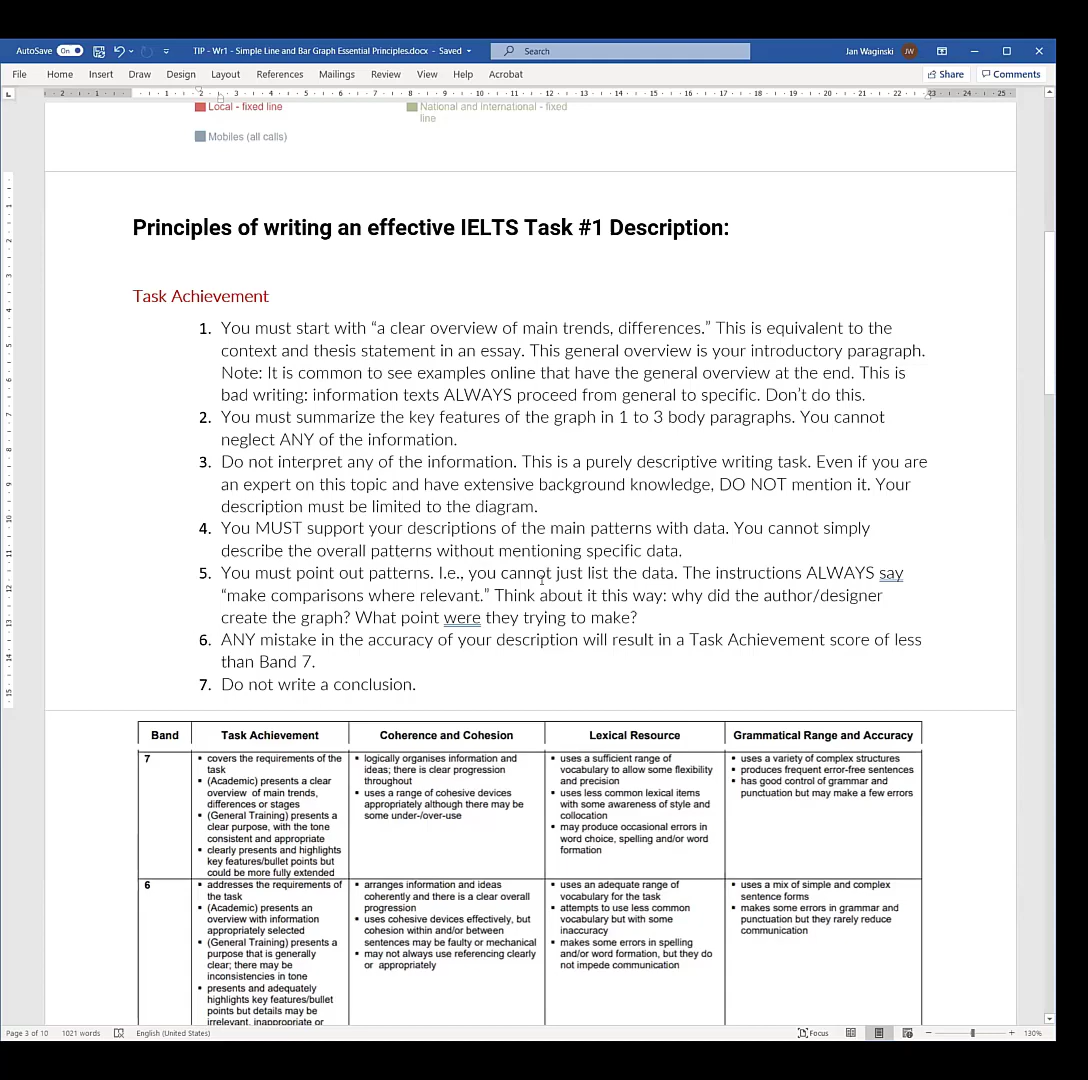 AutoSave On TIP - Wr1 - Simple Line and Bar Graph Essential Principles.docx - Saved Search Jan Waginski JW
File Home Insert Draw Design Layout References Mailings Review View Help Acrobat Share Comments
2 1 1 2 3 4 5 6 7 8 9 10 11 12 13 14 15 16 17 18 19 20 21 22 23 24 25
Local - fixed line
National and international - fixed
line
Mobiles (all calls)
Principles of writing an effective IELTS Task #1 Description:
Task Achievement
1. You must start with “a clear overview of main trends, differences.” This is equivalent to the
context and thesis statement in an essay. This general overview is your introductory paragraph.
Note: It is common to see examples online that have the general overview at the end. This is
bad writing: information texts ALWAYS proceed from general to specific. Don’t do this.
2. You must summarize the key features of the graph in 1 to 3 body paragraphs. You cannot
neglect ANY of the information.
3. Do not interpret any of the information. This is a purely descriptive writing task. Even if you are
an expert on this topic and have extensive background knowledge, DO NOT mention it. Your
description must be limited to the diagram.
4. You MUST support your descriptions of the main patterns with data. You cannot simply
describe the overall patterns without mentioning specific data.
5. You must point out patterns. I.e., you cannot just list the data. The instructions ALWAYS say
“make comparisons where relevant.” Think about it this way: why did the author/designer
create the graph? What point were they trying to make?
6. ANY mistake in the accuracy of your description will result in a Task Achievement score of less
than Band 7.
7. Do not write a conclusion.
Band Task Achievement Coherence and Cohesion Lexical Resource Grammatical Range and Accuracy
7
• covers the requirements of the
task
• (Academic) presents a clear
overview of main trends,
differences or stages
• (General Training) presents a
clear purpose, with the tone
consistent and appropriate
• clearly presents and highlights
key features/bullet points but
could be more fully extended
• logically organises information and
ideas; there is clear progression
throughout
• uses a range of cohesive devices
appropriately although there may be
some under-/over-use
• uses a sufficient range of
vocabulary to allow some flexibility
and precision
• uses less common lexical items
with some awareness of style and
collocation
• may produce occasional errors in
word choice, spelling and/or word
formation
• uses a variety of complex structures
• produces frequent error-free sentences
• has good control of grammar and
punctuation but may make a few errors
6
• addresses the requirements of
the task
• (Academic) presents an
overview with information
appropriately selected
• (General Training) presents a
purpose that is generally
clear; there may be
inconsistencies in tone
• presents and adequately
highlights key features/bullet
points but details may be
irrelevant, inappropriate or
• arranges information and ideas
coherently and there is a clear overall
progression
• uses cohesive devices effectively, but
cohesion within and/or between
sentences may be faulty or mechanical
• may not always use referencing clearly
or appropriately
• uses an adequate range of
vocabulary for the task
• attempts to use less common
vocabulary but with some
inaccuracy
• makes some errors in spelling
and/or word formation, but they do
not impede communication
• uses a mix of simple and complex
sentence forms
• makes some errors in grammar and
punctuation but they rarely reduce
communication
Page 3 of 10 1021 words English (United States) Focus 130%